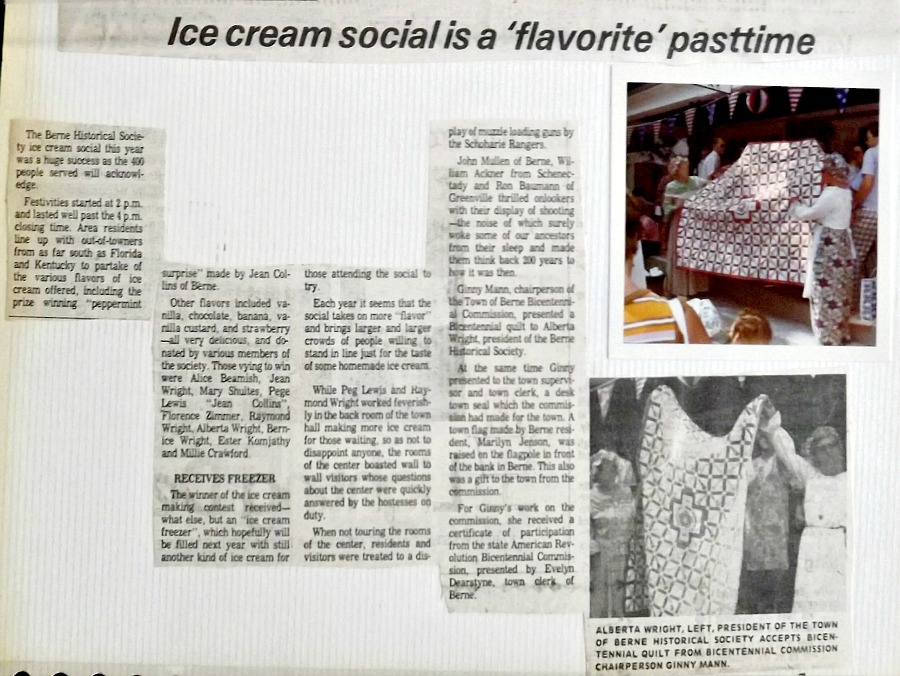 Ice cream social is a 'flavorite' pasttime
The Berne Historical Socie-
ty ice cream social this year
was a huge success as the 400
people served will acknowl-
edge.
Festivities started at 2 p.m.
and lasted well past the 4 p.m.
closing time. Area residents
line up with out-of-towners
from as far south as Florida
and Kentucky to partake of
the various flavors of ice
cream offered, including the
prize winning "peppermint
surprise" made by Jean Col-
lins of Berne.
Other flavors included va-
nilla, chocolate, banana, va-
nilla custard, and strawberry
—all very delicious, and do-
nated by various members of
the society. Those vying to win
were Alice Beamish, Jean
Wright, Mary Shultes, Pege
Lewis "Jean Collins",
Florence Zimmer, Raymond
Wright, Alberta Wright, Bern-
ice Wright, Ester Kumjathy
and Millie Crawford.
RECEIVES FREEZER
The winner of the ice cream
making contest received—
what else, but an "ice cream
freezer", which hopefully will
be filled next year with still
another kind of ice cream for
those attending the social to
try.
Each year it seems that the
social takes on more "flavor"
and brings larger and larger
crowds of people willing to
stand in line just for the taste
of some homemade ice cream.
While Peg Lewis and Ray-
mond Wright worked feverish-
ly in the back room of the town
hall making more ice cream
for those waiting, so as not to
disappoint anyone, the rooms
of the center boasted wall to
wall visitors whose questions
about the center were quickly
answered by the hostesses on
duty.
When not touring the rooms
of the center, residents and
visitors were treated to a dis-
play of muzzle loading guns by
the Schoharie Rangers.
John Mullen of Berne, Wil-
liam Ackner from Schenec-
tady and Ron Baumann of
Greenville thrilled onlookers
with their display of shooting
—the noise of which surely
woke some of our ancestors
from their sleep and made
them think back 200 years to
how it was then.
Ginny Mann, chairperson of
the Town of Berne Bicentenni-
al Commission, presented a
Bicentennial quilt to Alberta
Wright, president of the Berne
Historical Society.
At the same time Ginny
presented to the town supervi-
sor and town clerk, a desk
town seal which the commis-
sion had made for the town. A
town flag made by Berne resi-
dent, Marilyn Jenson, was
raised on the flagpole in front
of the bank in Berne. This also
was a gift to the town from the
commission.
For Ginny's work on the
commission, she received a
certificate of participation
from the state American Rev-
olution Bicentennial Commis-
sion, presented by Evelyn
Dearstyne, town clerk of
Berne.
ALBERTA WRIGHT, LEFT, PRESIDENT OF THE TOWN
OF BERNE HISTORICAL SOCIETY ACCEPTS BICEN-
TENNIAL QUILT FROM BICENTENNIAL COMMISSION
CHAIRPERSON GINNY MANN.